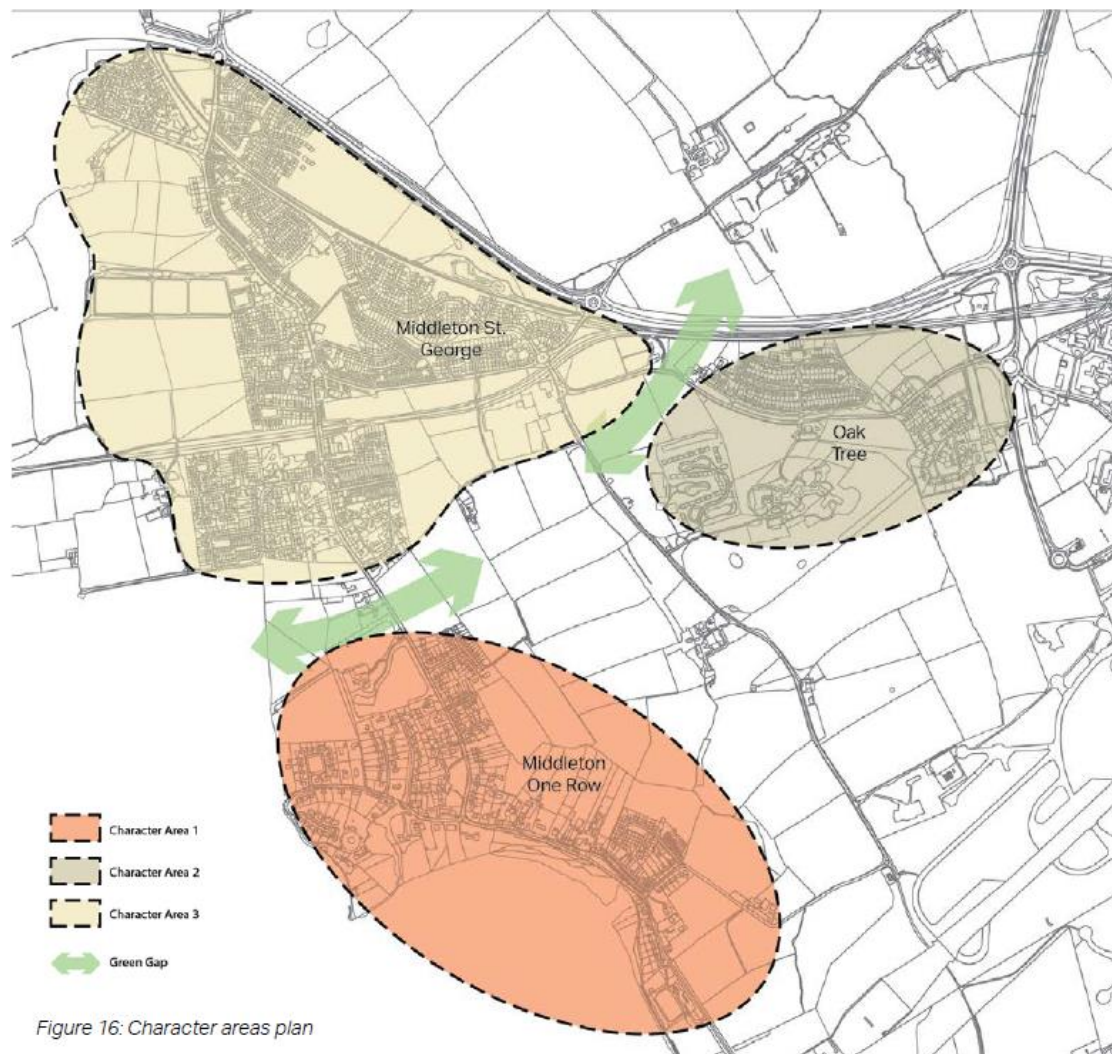 Middleton St.
George
Oak
Tree
Middleton
One Row
Character Area 1
Character Area 2
Character Area 3
Green Gap
Figure 16: Character areas plan